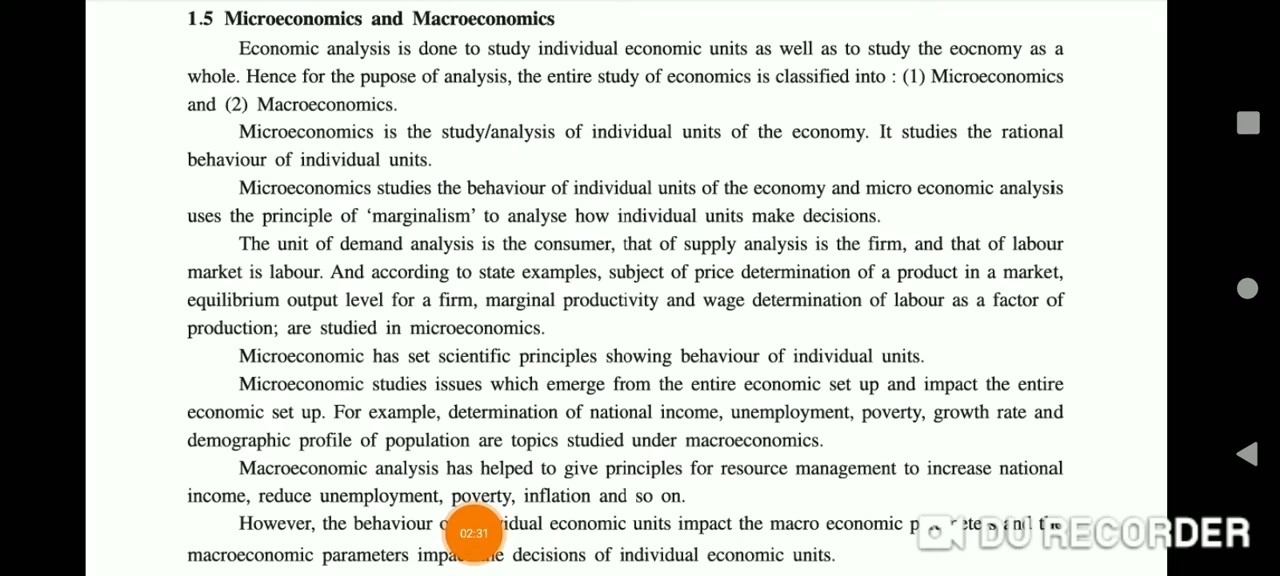 1.5 Microeconomics and Macroeconomics
Economic analysis is done to study individual economic units as well as to study the eocnomy as a
whole. Hence for the pupose of analysis, the entire study of economics is classified into : (1) Microeconomics
and (2) Macroeconomics.
Microeconomics is the study/analysis of individual units of the economy. It studies the rational
behaviour of individual units.
Microeconomics studies the behaviour of individual units of the economy and micro economic analysis
uses the principle of ‘marginalism’ to analyse how individual units make decisions.
The unit of demand analysis is the consumer, that of supply analysis is the firm, and that of labour
market is labour. And according to state examples, subject of price determination of a product in a market,
equilibrium output level for a firm, marginal productivity and wage determination of labour as a factor of
production; are studied in microeconomics.
Microeconomic has set scientific principles showing behaviour of individual units.
Microeconomic studies issues which emerge from the entire economic set up and impact the entire
economic set up. For example, determination of national income, unemployment, poverty, growth rate and
demographic profile of population are topics studied under macroeconomics.
Macroeconomic analysis has helped to give principles for resource management to increase national
income, reduce unemployment, poverty, inflation and so on.
However, the behaviour economic units impact the macro economic and the
macroeconomic parameters decisions of individual economic units.
02:31
DU RECORDER